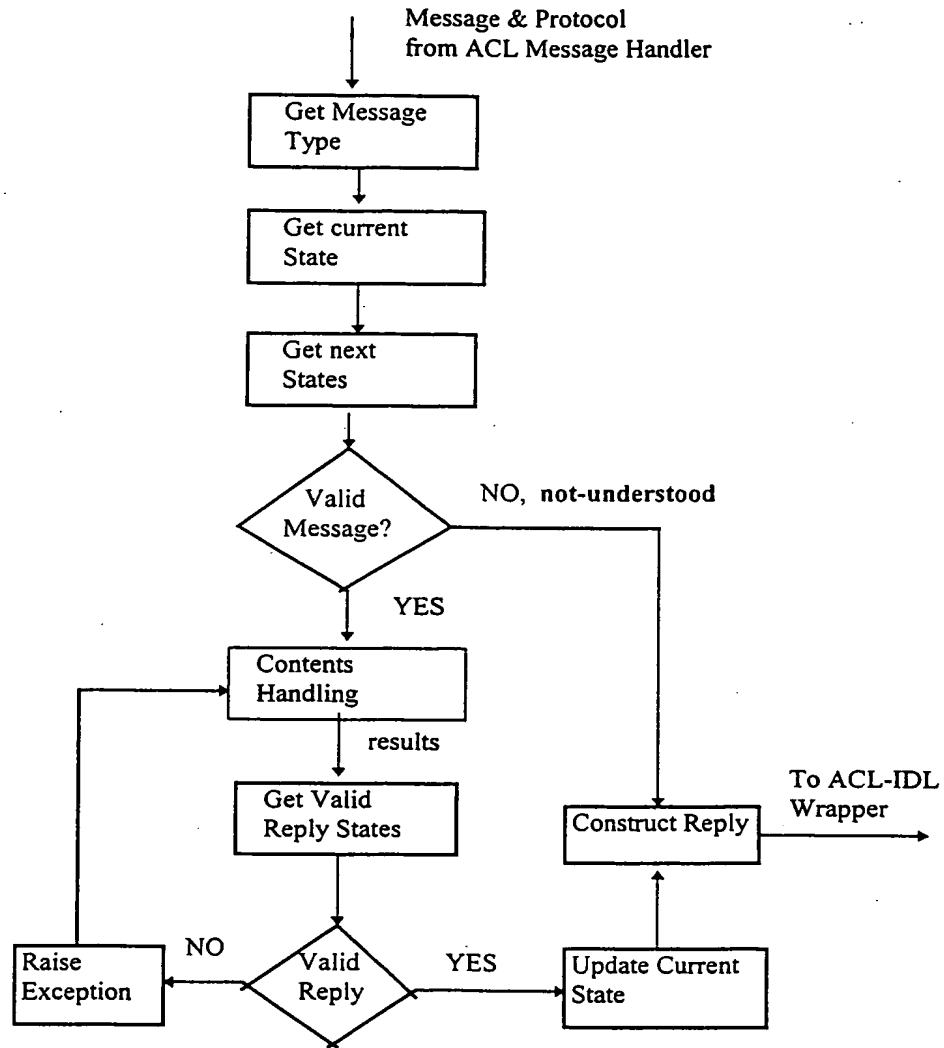 Message & Protocol
from ACL Message Handler
Get Message
Type
Get current
State
Get next
States
Valid
Message?
NO, not-understood
YES
Contents
Handling
results
Get Valid
Reply States
To ACL-IDL
Wrapper
Construct Reply
Raise
Exception
NO
Valid
Reply
YES
Update Current
State